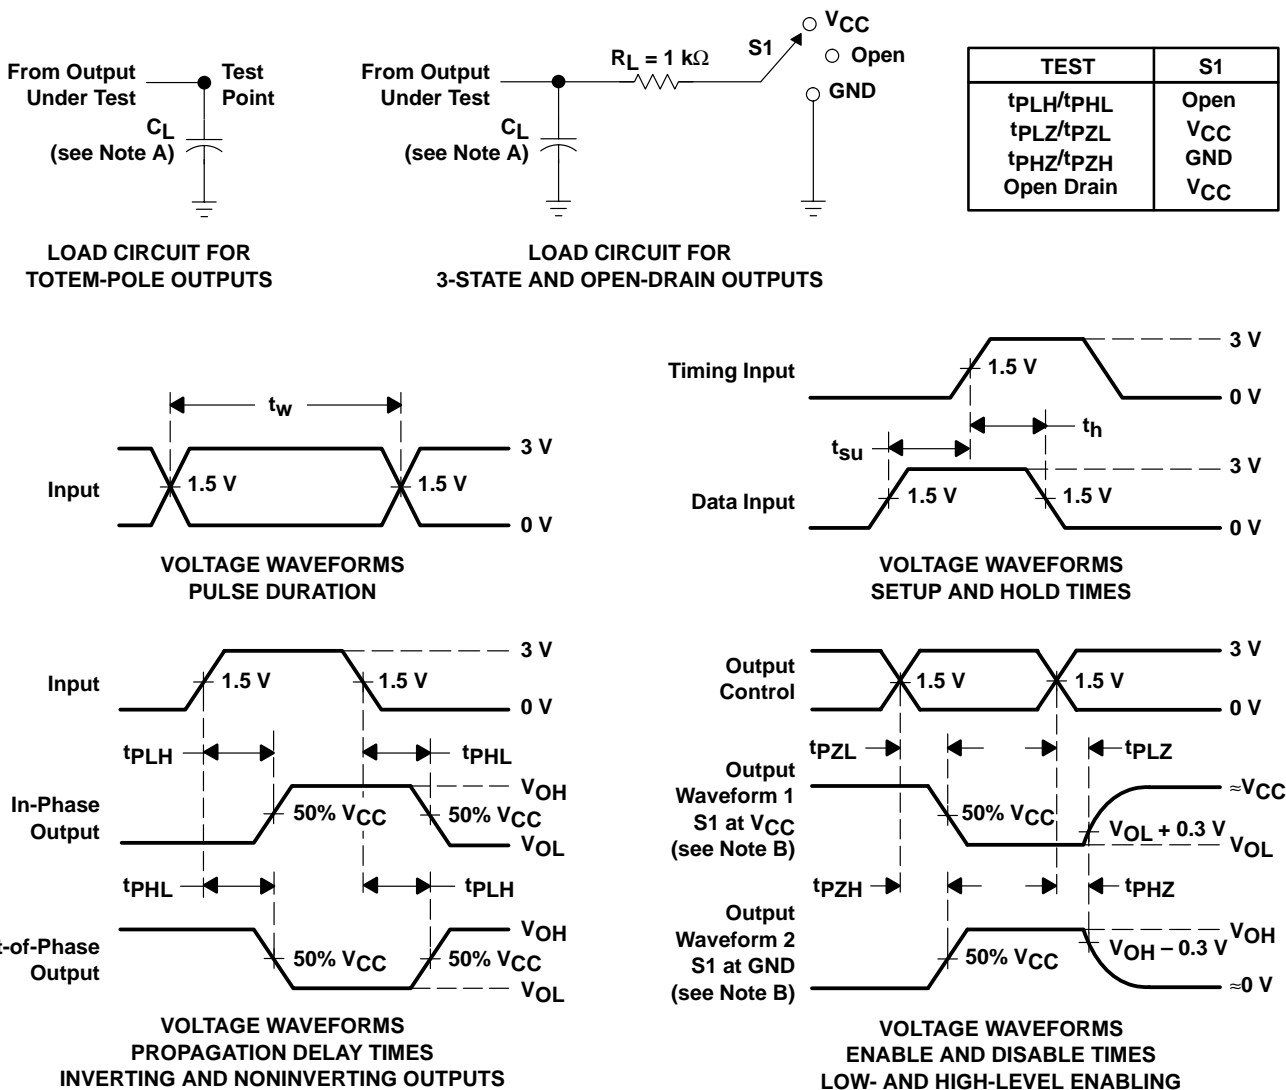 From Output
Under Test
Test
Point
CL
(see Note A)
LOAD CIRCUIT FOR
TOTEM-POLE OUTPUTS
From Output
Under Test
RL = 1 kΩ
S1
VCC
Open
GND
CL
(see Note A)
LOAD CIRCUIT FOR
3-STATE AND OPEN-DRAIN OUTPUTS
TEST S1
tPLH/tPHL Open
tPLZ/tPZL VCC
tPHZ/tPZH GND
Open Drain VCC
tw
Input
1.5 V
1.5 V
3 V
0 V
VOLTAGE WAVEFORMS
PULSE DURATION
Timing Input
1.5 V
3 V
0 V
tsu
th
Data Input
1.5 V
1.5 V
3 V
0 V
VOLTAGE WAVEFORMS
SETUP AND HOLD TIMES
Input
1.5 V
1.5 V
3 V
0 V
tPLH
tPHL
In-Phase
Output
50% VCC
50% VCC
VOH
VOL
tPHL
tPLH
t-of-Phase
Output
50% VCC
50% VCC
VOH
VOL
VOLTAGE WAVEFORMS
PROPAGATION DELAY TIMES
INVERTING AND NONINVERTING OUTPUTS
Output
Control
1.5 V
1.5 V
3 V
0 V
tPZL
tPLZ
Output
Waveform 1
S1 at VCC
(see Note B)
50% VCC
≈VCC
VOL + 0.3 V
VOL
tPZH
tPHZ
Output
Waveform 2
S1 at GND
(see Note B)
50% VCC
VOH
VOH – 0.3 V
≈0 V
VOLTAGE WAVEFORMS
ENABLE AND DISABLE TIMES
LOW- AND HIGH-LEVEL ENABLING